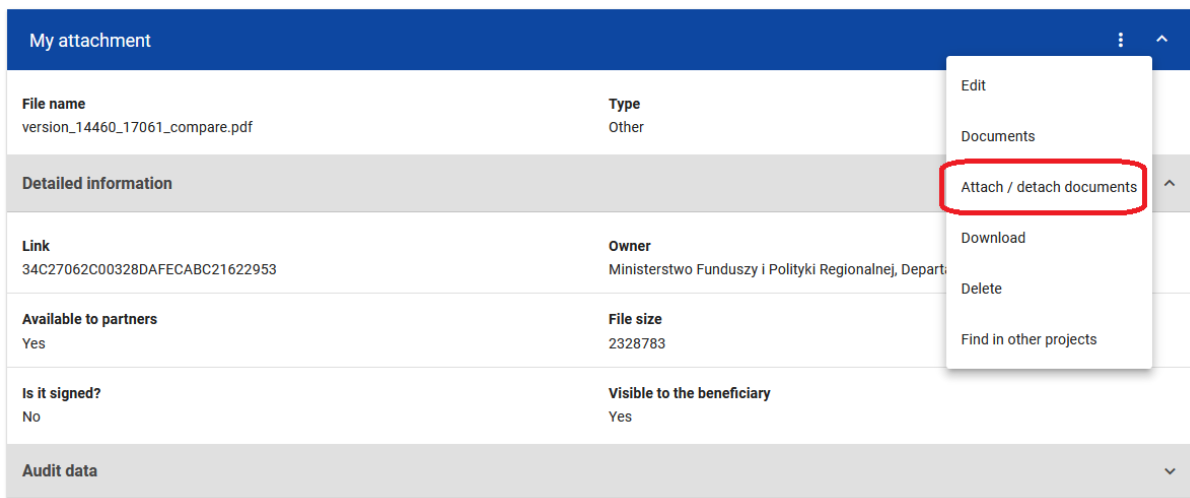 My attachment
File name
version_14460_17061_compare.pdf
Type
Other
Edit
Documents
Attach / detach documents
Download
Delete
Find in other projects
Detailed information
Link
34C27062C00328DAFECABC21622953
Owner
Ministerstwo Funduszy i Polityki Regionalnej, Departa
Available to partners
Yes
File size
2328783
Is it signed?
No
Visible to the beneficiary
Yes
Audit data